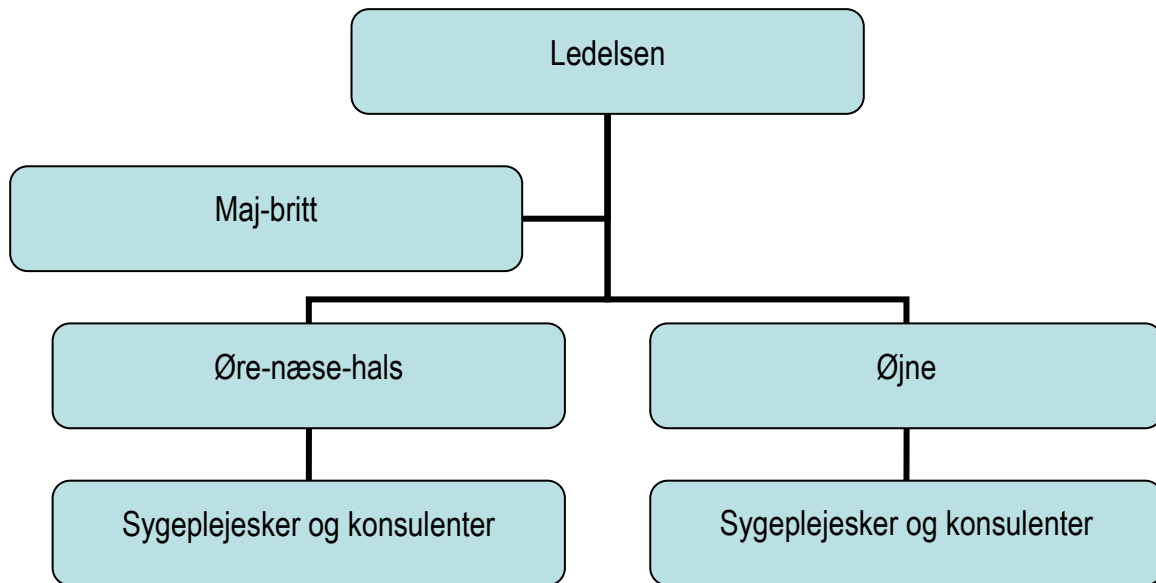 Ledelsen
Maj-britt
Øre-næse-hals
Øjne
Sygeplejesker og konsulenter
Sygeplejesker og konsulenter